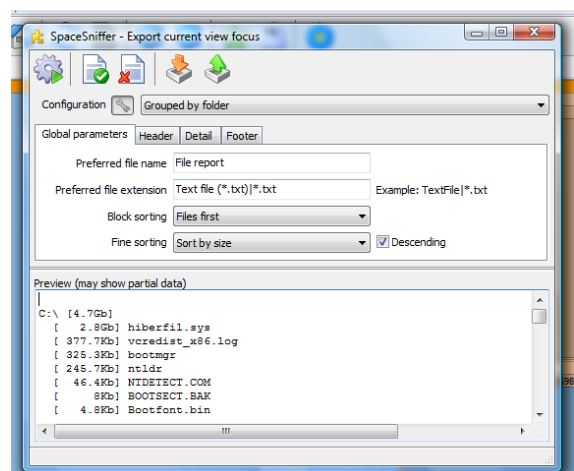 SpaceSniffer - Export current view focus
Configuration Grouped by folder
Global parameters Header Detail Footer
Preferred file name File report
Preferred file extension Text file (*.txt)|*.txt Example: TextFile|*.txt
Block sorting Files first
Fine sorting Sort by size Descending
Preview (may show partial data)
C:\ [4.7Gb]
[ 2.8Gb] hiberfil.sys
[ 377.7Kb] vcredist_x86.log
[ 325.3Kb] bootmgr
[ 245.7Kb] ntldr
[ 46.4Kb] NTDETECT.COM
[ 8Kb] BOOTSECT.BAK
[ 4.8Kb] Bootfont.bin